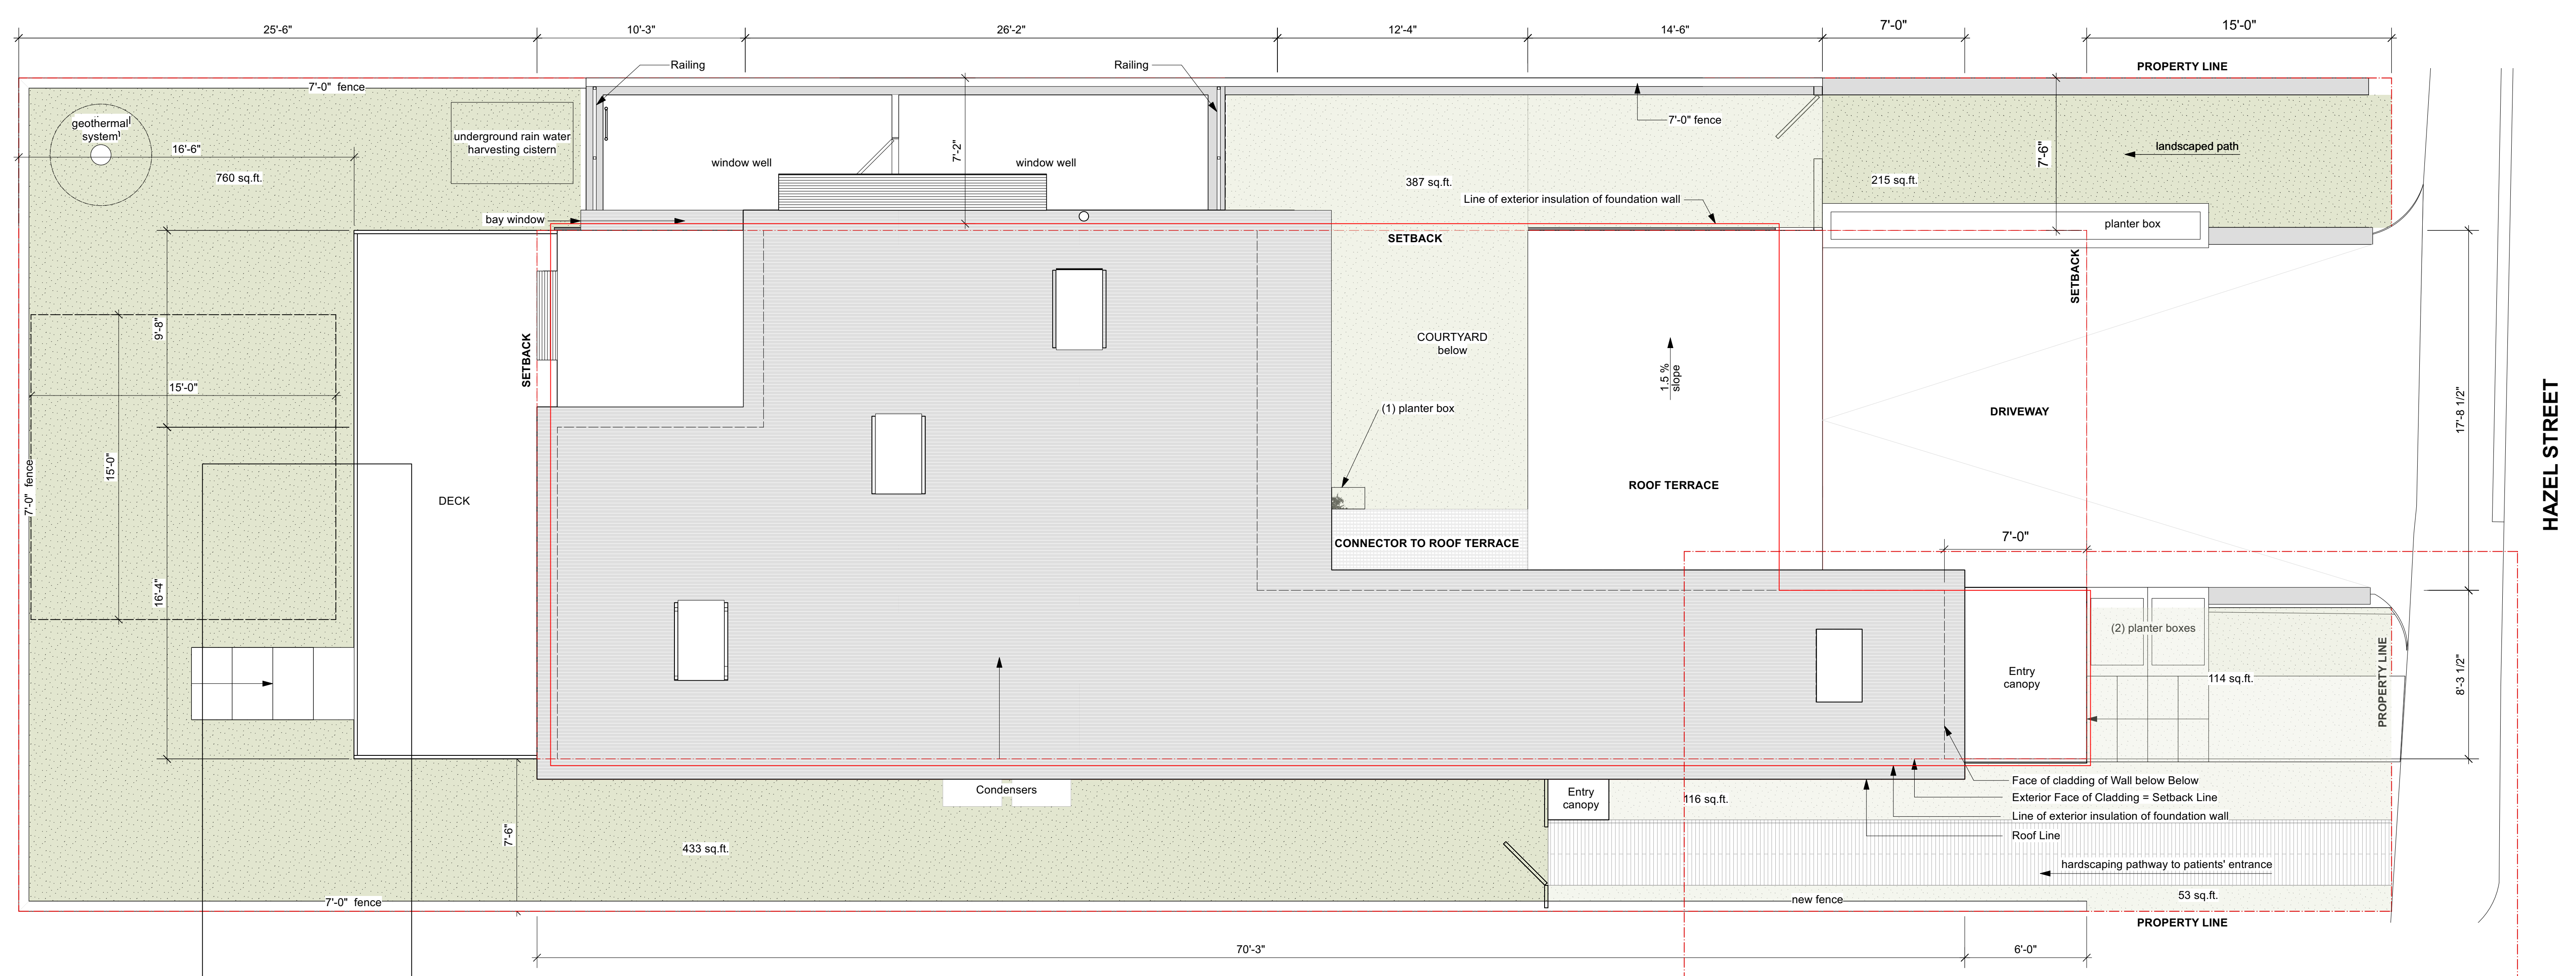 25'-6"
10'-3"
26'-2"
12'-4"
14'-6"
7'-0"
15'-0"
Railing
Railing
PROPERTY LINE
7'-0"  fence
geothermal
system
underground rain water
harvesting cistern
16'-6"
760 sq.ft.
window well
window well
7'-2"
7'-0" fence
7'-6"
landscaped path
387 sq.ft.
215 sq.ft.
Line of exterior insulation of foundation wall
bay window
planter box
SETBACK
SETBACK
SETBACK
9'-8"
15'-0"
15'-0"
7'-0"  fence
16'-4"
DECK
COURTYARD
below
1.5 %
slope
(1) planter box
ROOF TERRACE
CONNECTOR TO ROOF TERRACE
DRIVEWAY
17'-8 1/2"
HAZEL STREET
7'-0"
(2) planter boxes
Entry
canopy
114 sq.ft.
PROPERTY LINE
8'-3 1/2"
Condensers
Entry
canopy
116 sq.ft.
Face of cladding of Wall below Below
Exterior Face of Cladding = Setback Line
Line of exterior insulation of foundation wall
Roof Line
7'-6"
433 sq.ft.
hardscaping pathway to patients' entrance
53 sq.ft.
7'-0"  fence
new fence
PROPERTY LINE
70'-3"
6'-0"